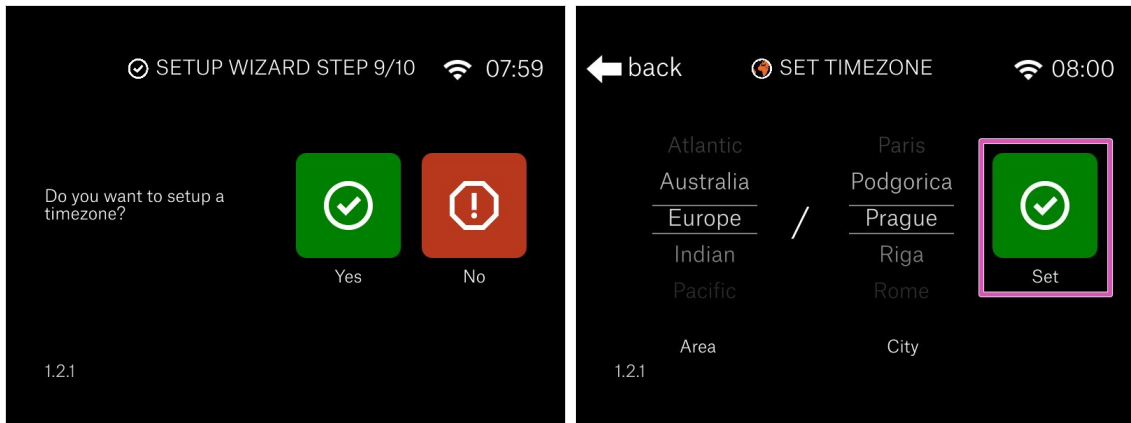 SETUP WIZARD STEP 9/10 07:59
Do you want to setup a
timezone?
Yes No
1.2.1
back SET TIMEZONE 08:00
Atlantic Paris
Australia Podgorica
Europe / Prague
Indian Riga
Pacific Rome
Set
Area City
1.2.1